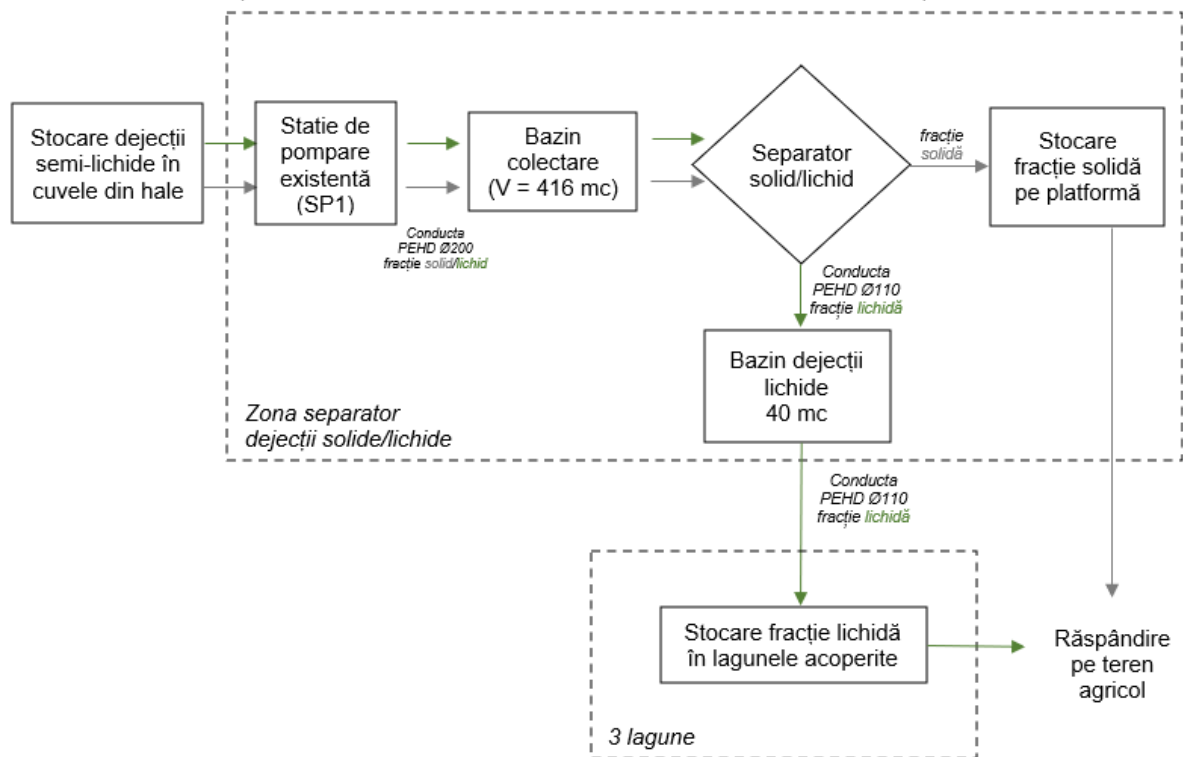 Stocare dejecții
semi-lichide în
cuvele din hale
Statie de
pompare
existentă
(SP1)
Conducta
PEHD Ø200
fracție solid/lichid
Bazin
colectare
(V = 416 mc)
Separator
solid/lichid
fracție
solidă
Stocare
fracție solidă
pe platformă
Conducta
PEHD Ø110
fracție lichidă
Bazin dejecții
lichide
40 mc
Zona separator
dejecții solide/lichide
Conducta
PEHD Ø110
fracție lichidă
Stocare fracție lichidă
în lagunele acoperite
3 lagune
Răspândire
pe teren
agricol